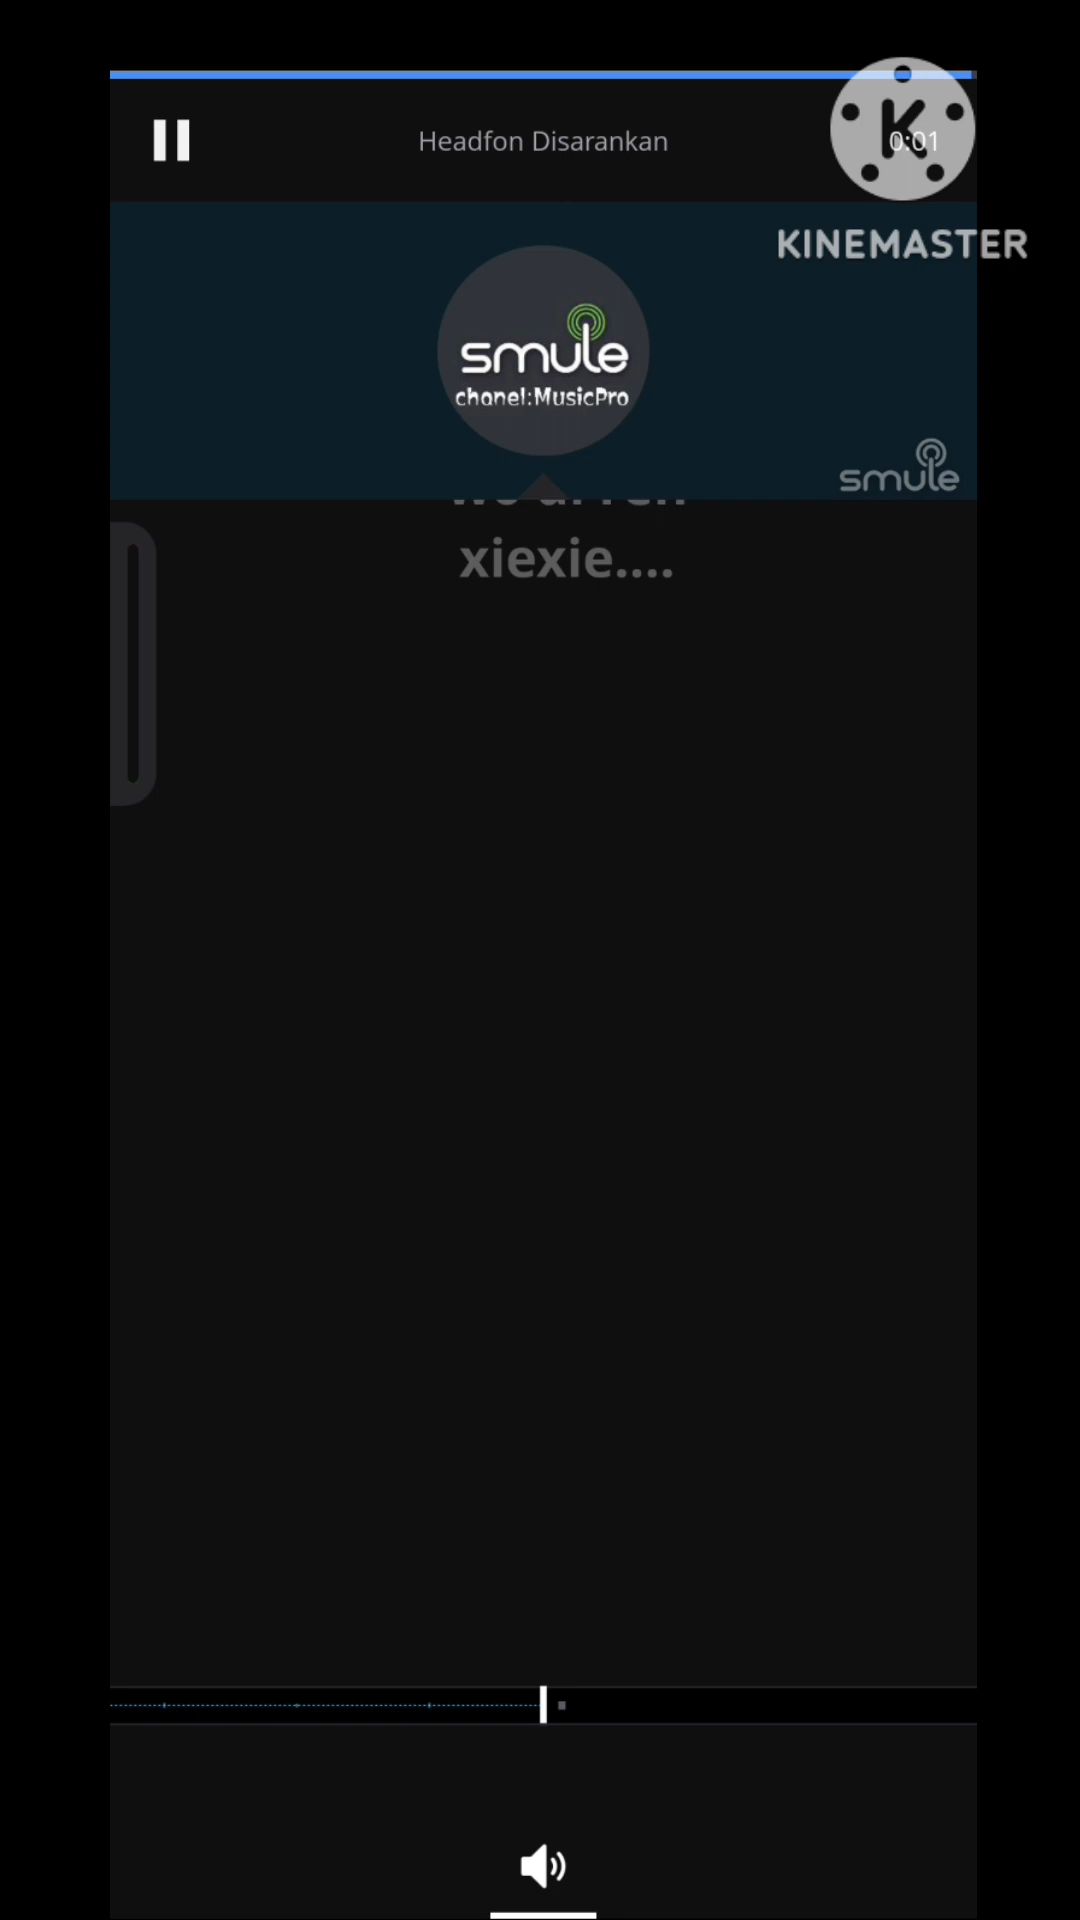 Headfon Disarankan
0:01
KINEMASTER
smule
chanel:MusicPro
smule
xiexie....